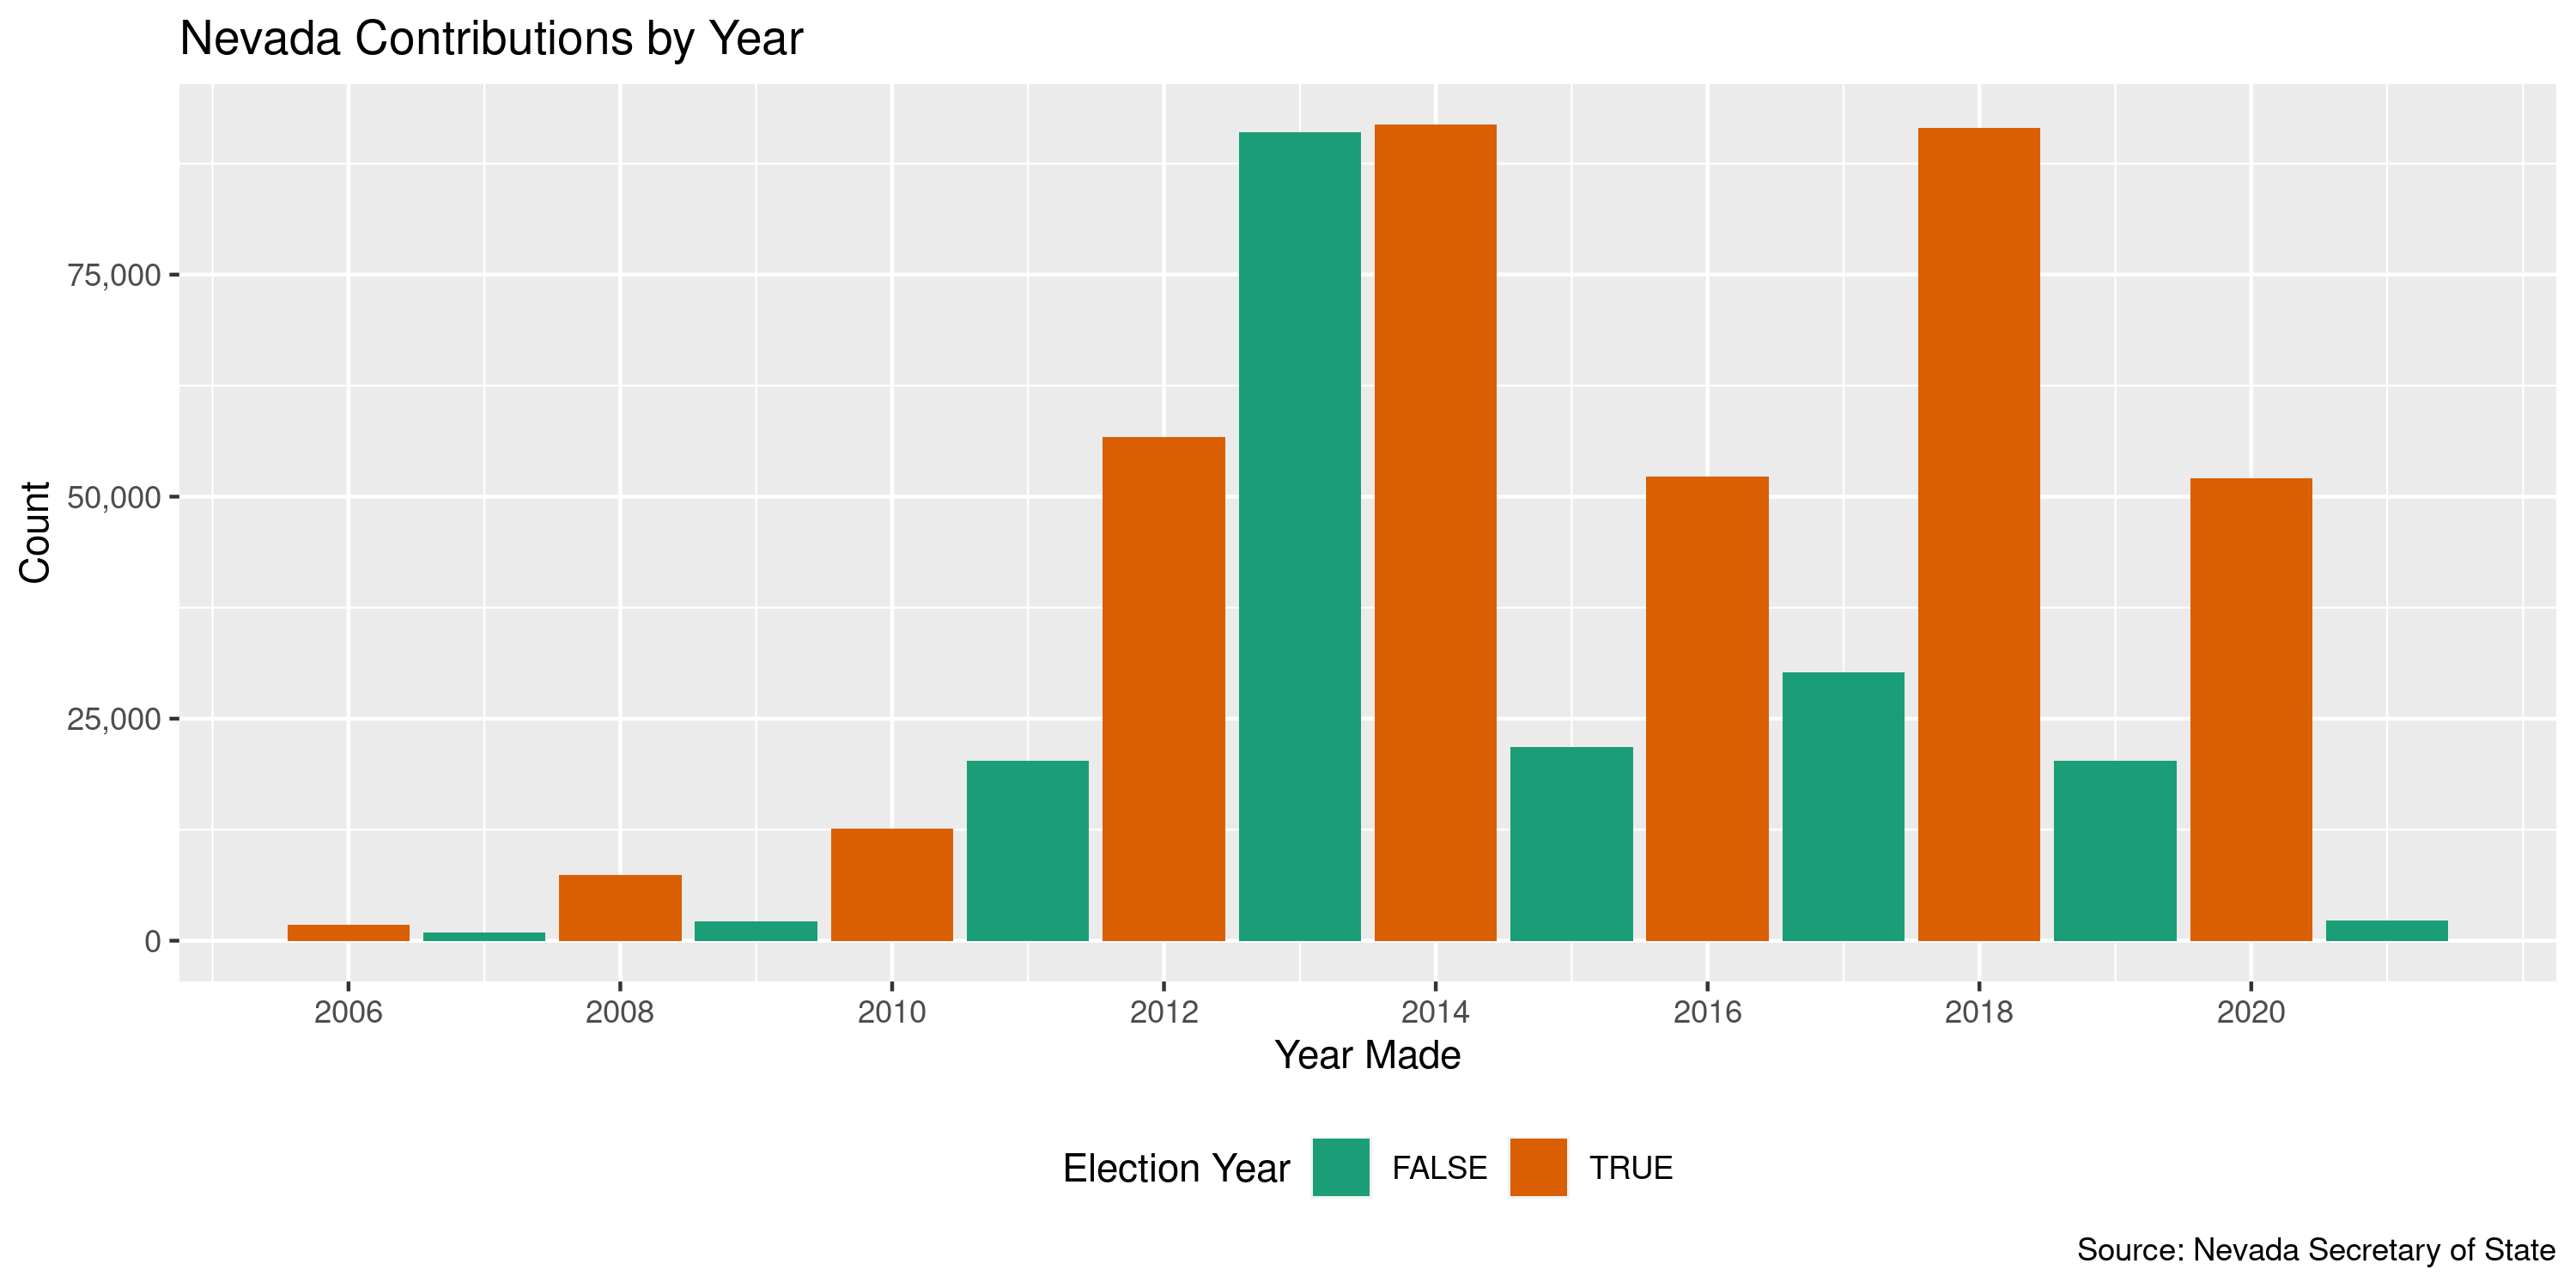 Nevada Contributions by Year
Count
75,000
50,000
25,000
0
2006 2008 2010 2012 2014 2016 2018 2020
Year Made
Election Year FALSE TRUE
Source: Nevada Secretary of State